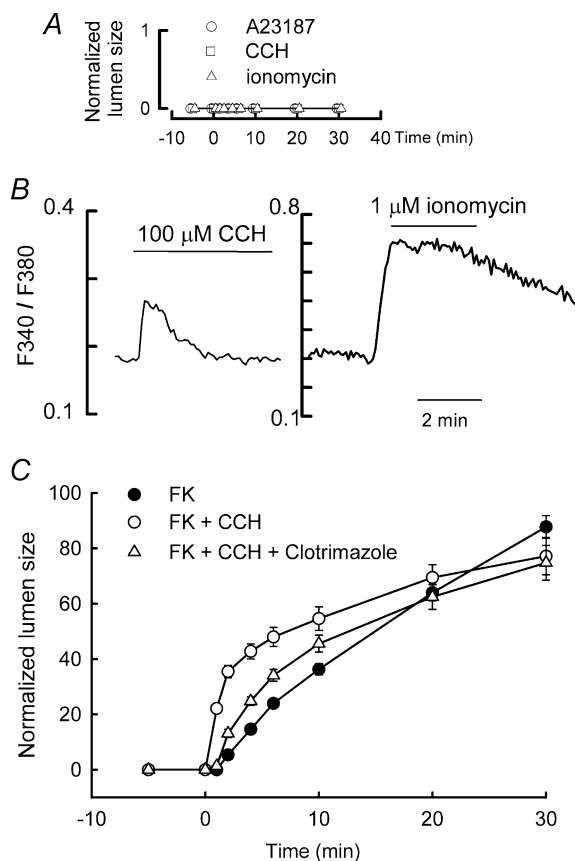 A
Normalized lumen size
1
0
A23187
CCH
ionomycin
-10 0 10 20 30 40 Time (min)
B
F340 / F380
0.4
0.1
100 µM CCH
0.8
0.1
1 µM ionomycin
2 min
C
Normalized lumen size
100
80
60
40
20
0
FK
FK + CCH
FK + CCH + Clotrimazole
-10 0 10 20 30
Time (min)